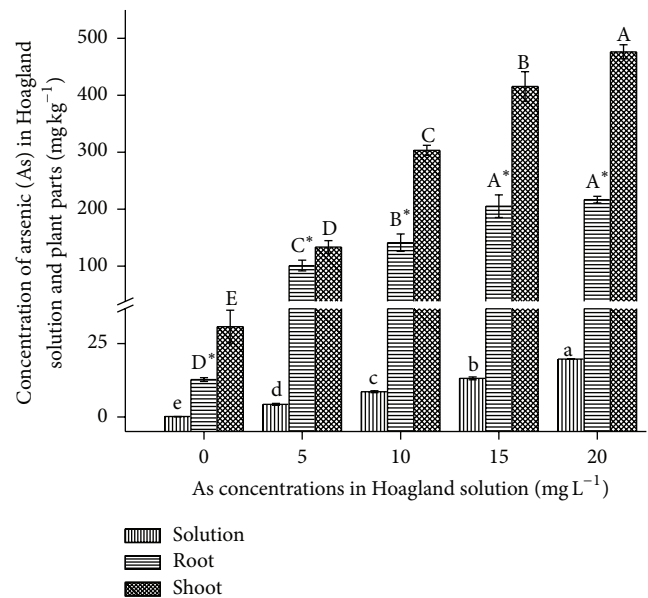 Concentration of arsenic (As) in Hoagland
solution and plant parts (mg kg⁻¹)
500
400
300
200
100
25
0
e
D*
E
d
C*
D
c
B*
C
b
A*
B
a
A*
A
0 5 10 15 20
As concentrations in Hoagland solution (mg L⁻¹)
Solution
Root
Shoot